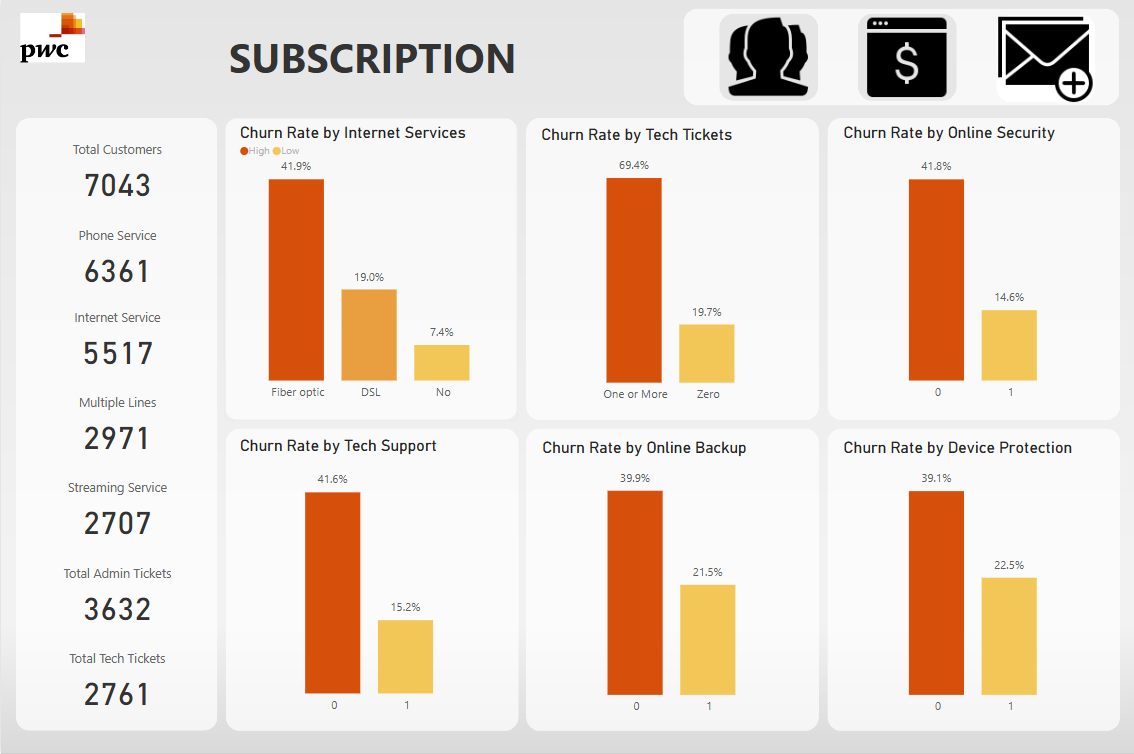 pwc
SUBSCRIPTION
$
Total Customers
7043
Phone Service
6361
Internet Service
5517
Multiple Lines
2971
Streaming Service
2707
Total Admin Tickets
3632
Total Tech Tickets
2761
Churn Rate by Internet Services
High Low
41.9%
19.0%
7.4%
Fiber optic DSL No
Churn Rate by Tech Tickets
69.4%
19.7%
One or More Zero
Churn Rate by Online Security
41.8%
14.6%
0 1
Churn Rate by Tech Support
41.6%
15.2%
0 1
Churn Rate by Online Backup
39.9%
21.5%
0 1
Churn Rate by Device Protection
39.1%
22.5%
0 1